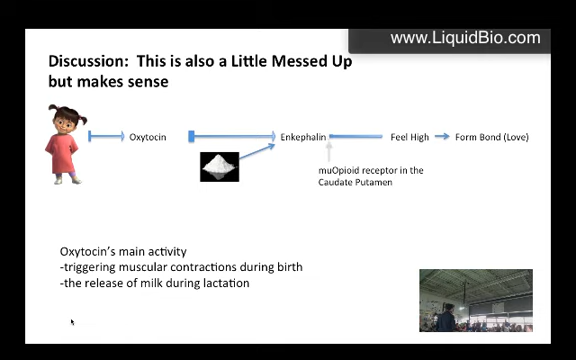 www.LiquidBio.com
Discussion:  This is also a Little Messed Up
but makes sense
Oxytocin
Enkephalin
Feel High
Form Bond (Love)
muOpioid receptor in the
Caudate Putamen
Oxytocin's main activity
-triggering muscular contractions during birth
-the release of milk during lactation